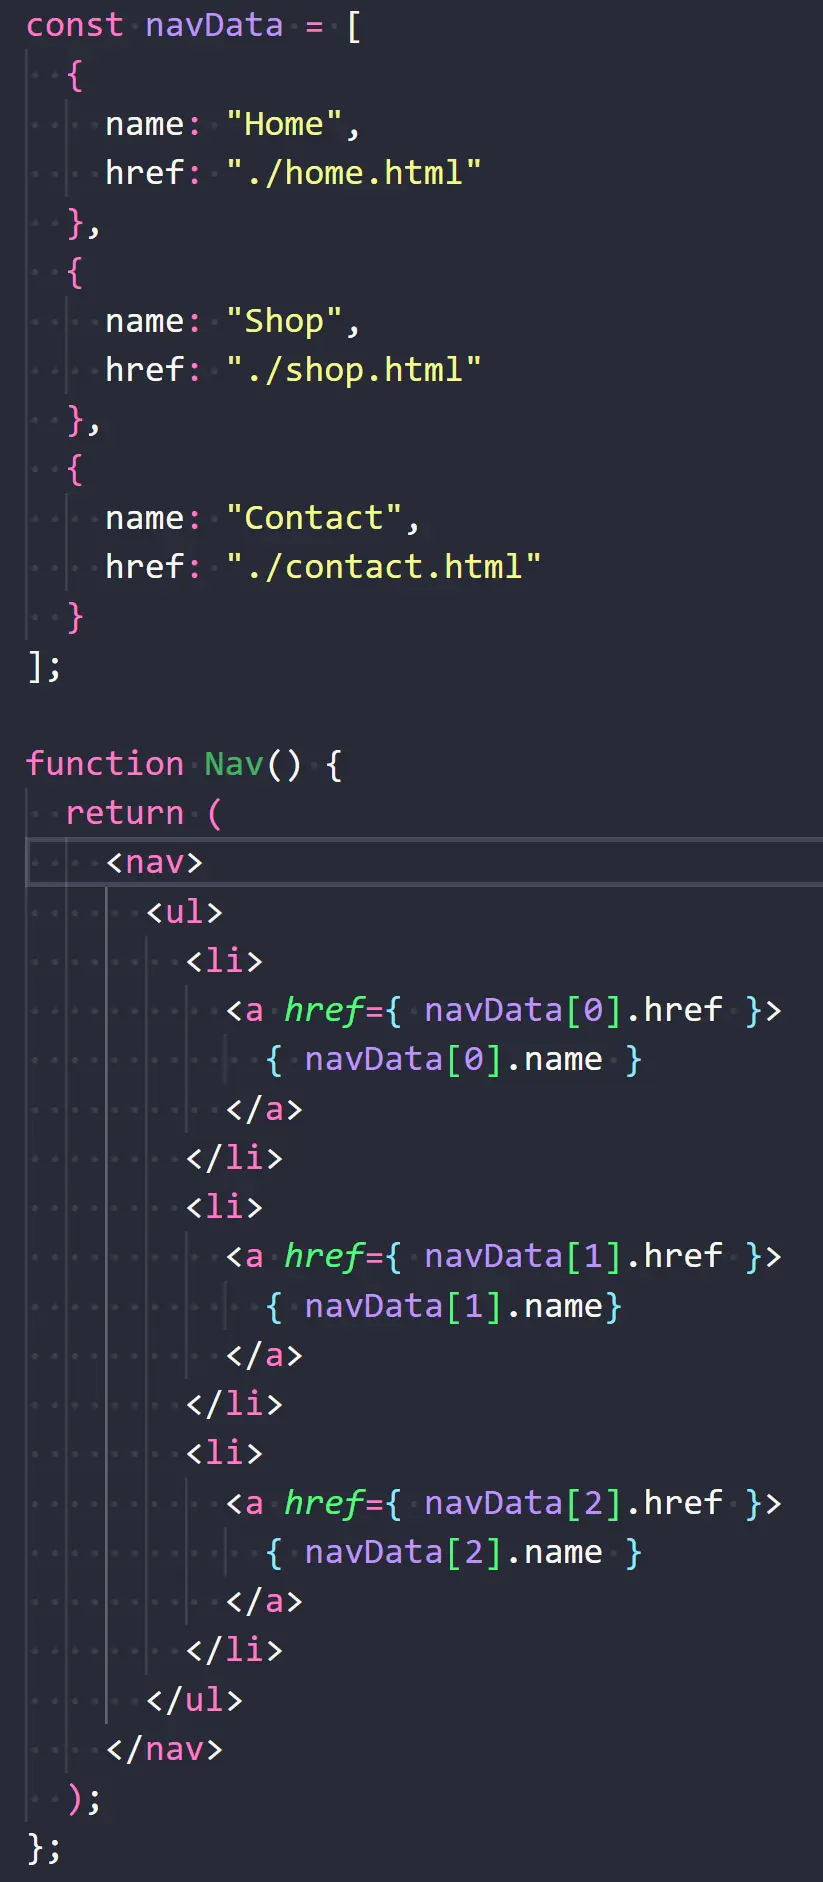 const navData = [
  {
    name: "Home",
    href: "./home.html"
  },
  {
    name: "Shop",
    href: "./shop.html"
  },
  {
    name: "Contact",
    href: "./contact.html"
  }
];

function Nav() {
  return (
    <nav>
      <ul>
        <li>
          <a href={ navData[0].href }>
            { navData[0].name }
          </a>
        </li>
        <li>
          <a href={ navData[1].href }>
            { navData[1].name}
          </a>
        </li>
        <li>
          <a href={ navData[2].href }>
            { navData[2].name }
          </a>
        </li>
      </ul>
    </nav>
  );
};